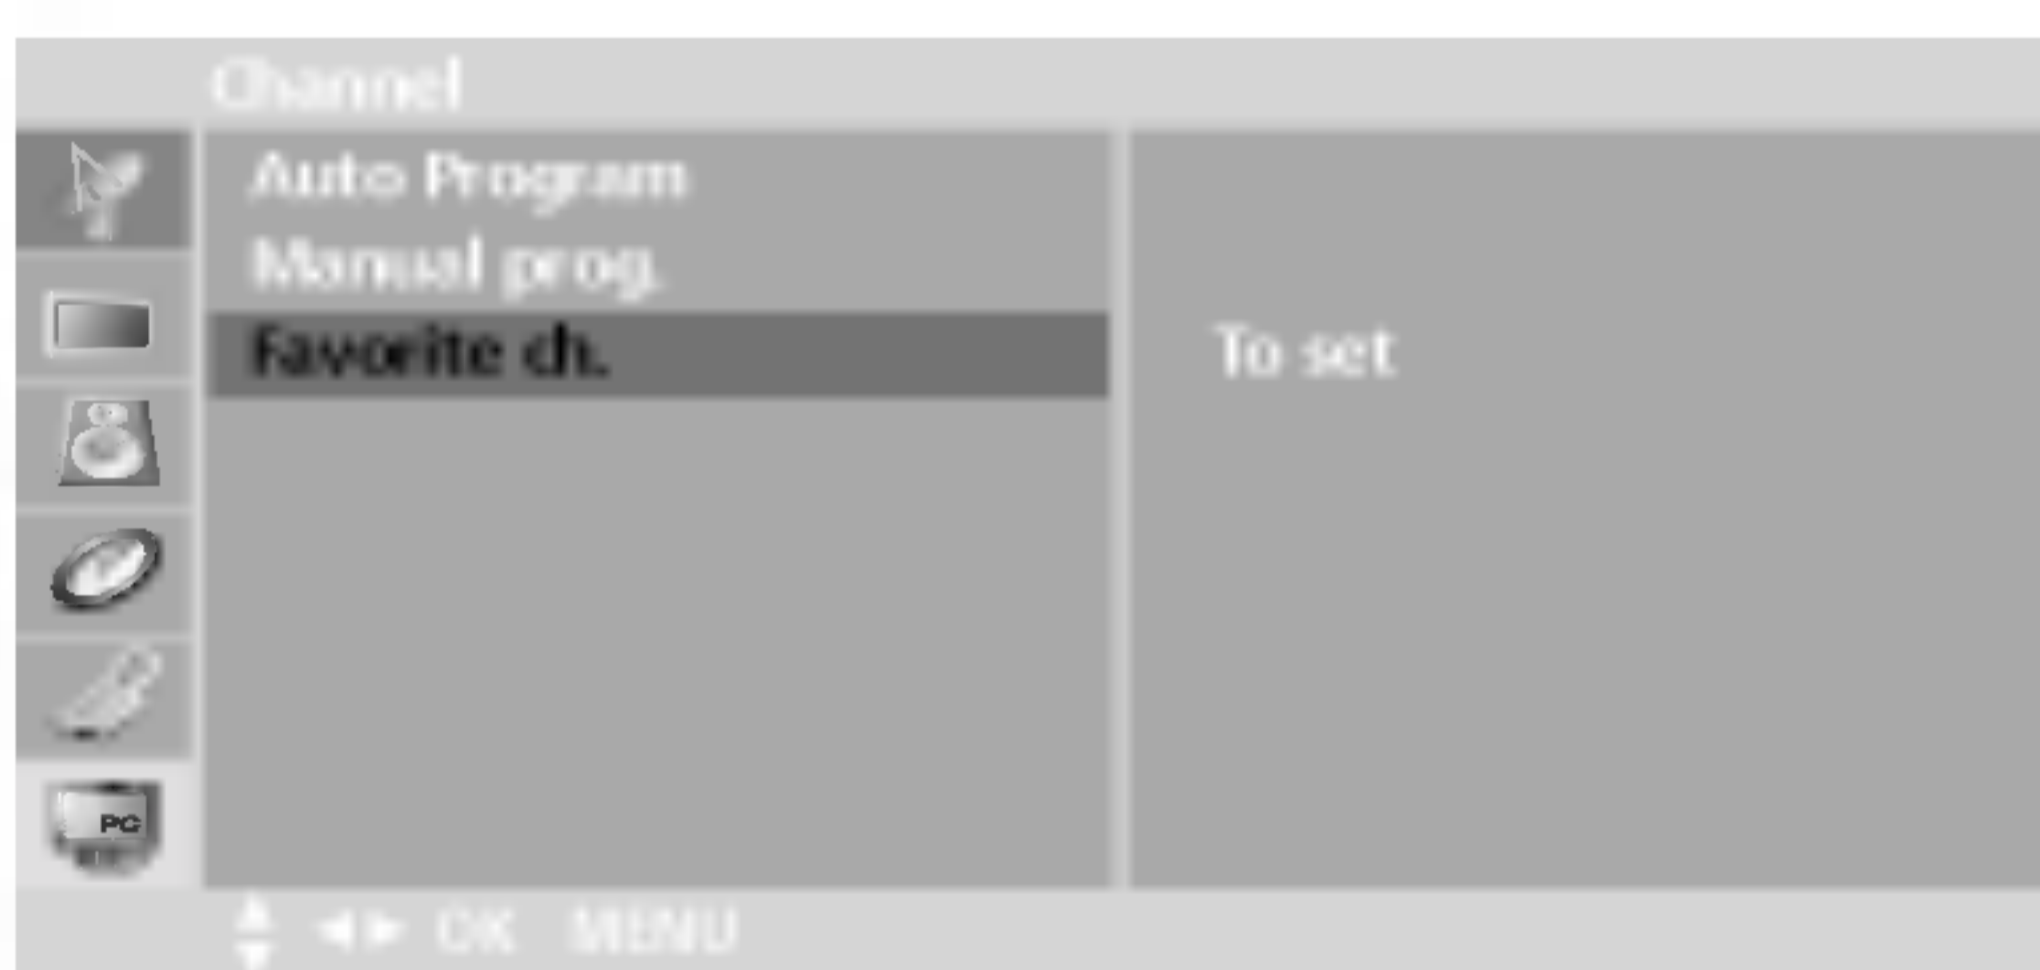 Channel
Auto Program
Manual prog.
Favorite ch.
To set
PC
OK MENU